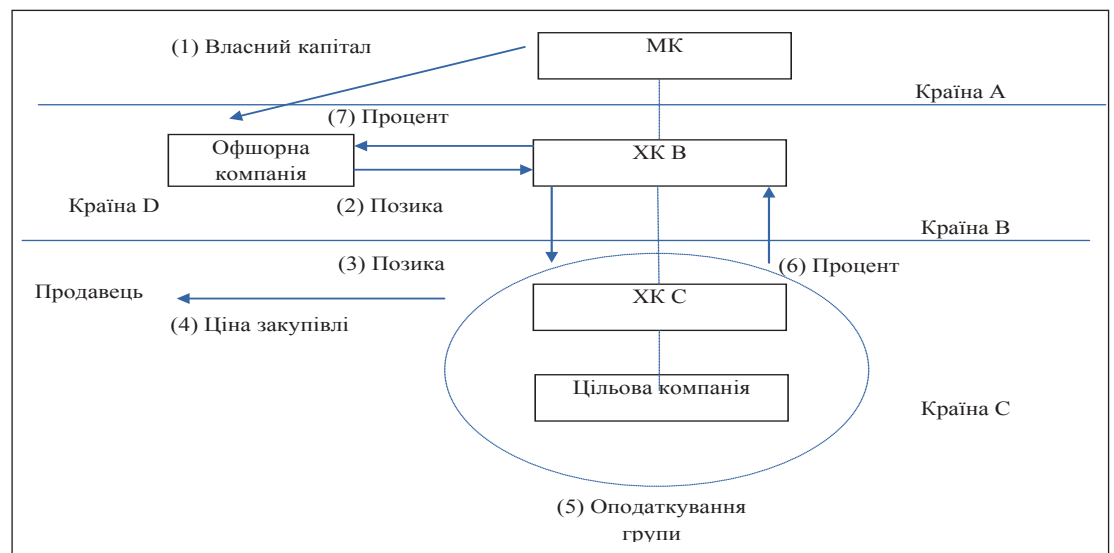 (1) Власний капітал
МК
Країна A
(7) Процент
Офшорна
компанія
ХК B
Країна D
(2) Позика
Країна B
(3) Позика
(6) Процент
Продавець
ХК C
(4) Ціна закупівлі
Цільова компанія
Країна C
(5) Оподаткування
групи